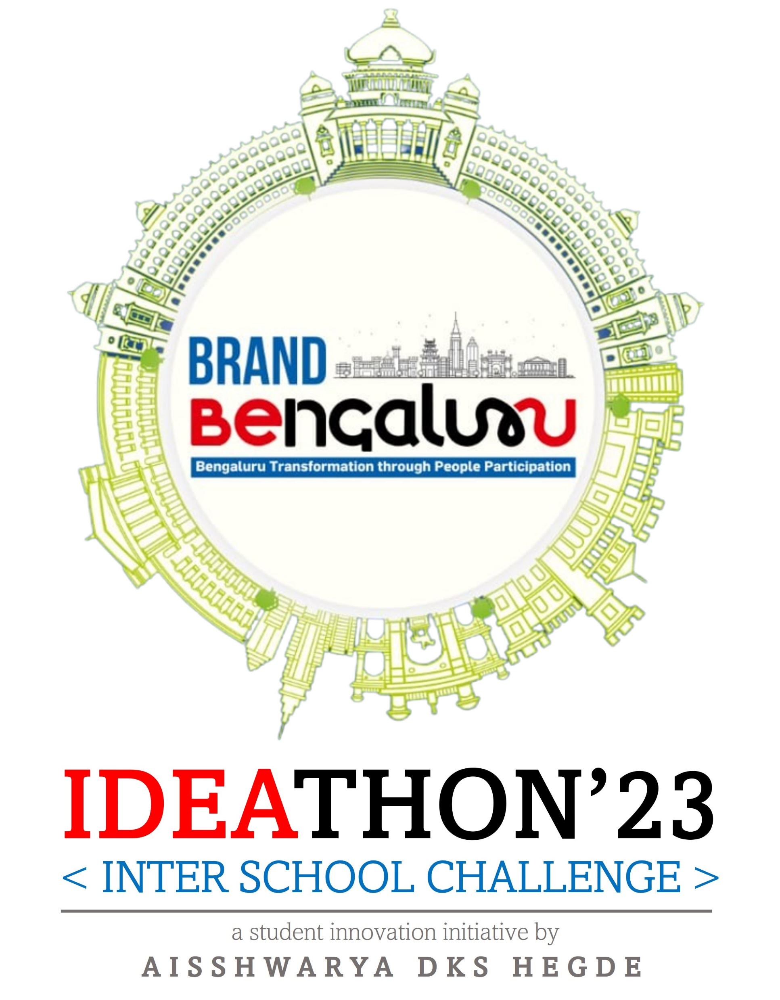 BRAND
Bengaluru
Bengaluru Transformation through People Participation
IDEATHON’23
< INTER SCHOOL CHALLENGE >
a student innovation initiative by
AISSHWARYA DKS HEGDE